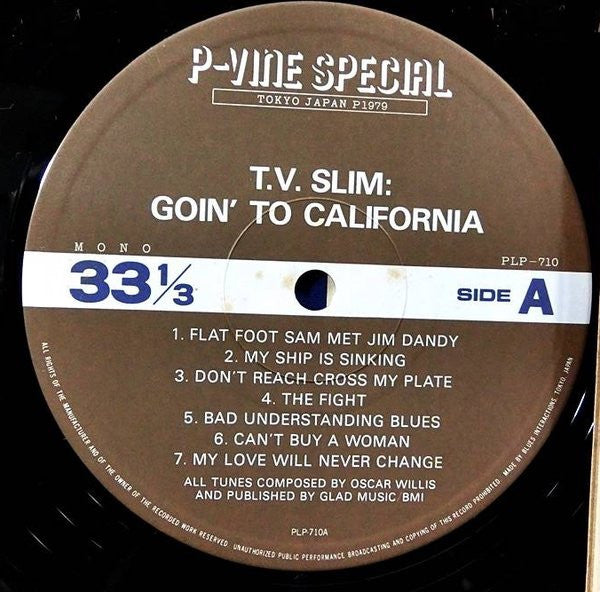 P-VINE SPECIAL
TOKYO JAPAN P1979
T.V. SLIM:
GOIN' TO CALIFORNIA
MONO
PLP-710
33 1/3
SIDE A
1. FLAT FOOT SAM MET JIM DANDY
2. MY SHIP IS SINKING
3. DON'T REACH CROSS MY PLATE
4. THE FIGHT
5. BAD UNDERSTANDING BLUES
6. CAN'T BUY A WOMAN
7. MY LOVE WILL NEVER CHANGE
ALL TUNES COMPOSED BY OSCAR WILLIS
AND PUBLISHED BY GLAD MUSIC/BMI
PLP-710A
ALL RIGHTS OF THE MANUFACTURER AND OF THE OWNER OF THE RECORDED WORK RESERVED. UNAUTHORIZED PUBLIC PERFORMANCE BROADCASTING AND COPYING OF THIS RECORD PROHIBITED. MADE BY BLUES INTERACTIONS, TOKYO, JAPAN